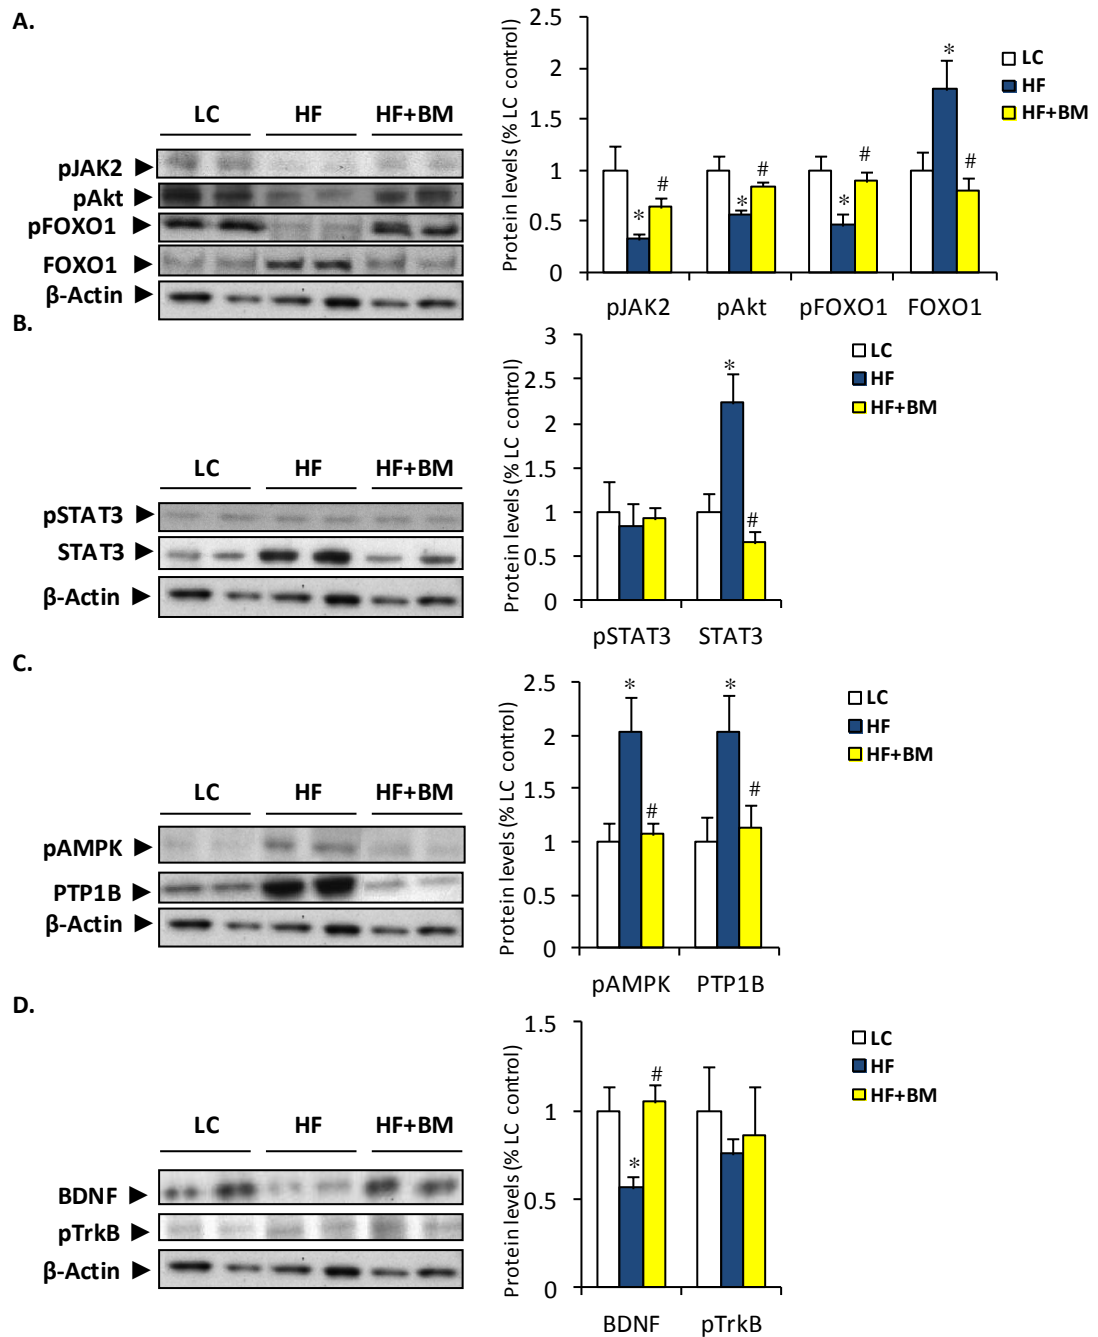 A.
LC HF HF+BM
pJAK2
pAkt
pFOXO1
FOXO1
β-Actin
Protein levels (% LC control)
2.5
2
1.5
1
0.5
0
* # * # * # * #
pJAK2 pAkt pFOXO1 FOXO1
LC
HF
HF+BM
B.
LC HF HF+BM
pSTAT3
STAT3
β-Actin
Protein levels (% LC control)
3
2.5
2
1.5
1
0.5
0
* #
pSTAT3 STAT3
LC
HF
HF+BM
C.
LC HF HF+BM
pAMPK
PTP1B
β-Actin
Protein levels (% LC control)
2.5
2
1.5
1
0.5
0
* # * #
pAMPK PTP1B
LC
HF
HF+BM
D.
LC HF HF+BM
BDNF
pTrkB
β-Actin
Protein levels (% LC control)
1.5
1
0.5
0
* #
BDNF pTrkB
LC
HF
HF+BM